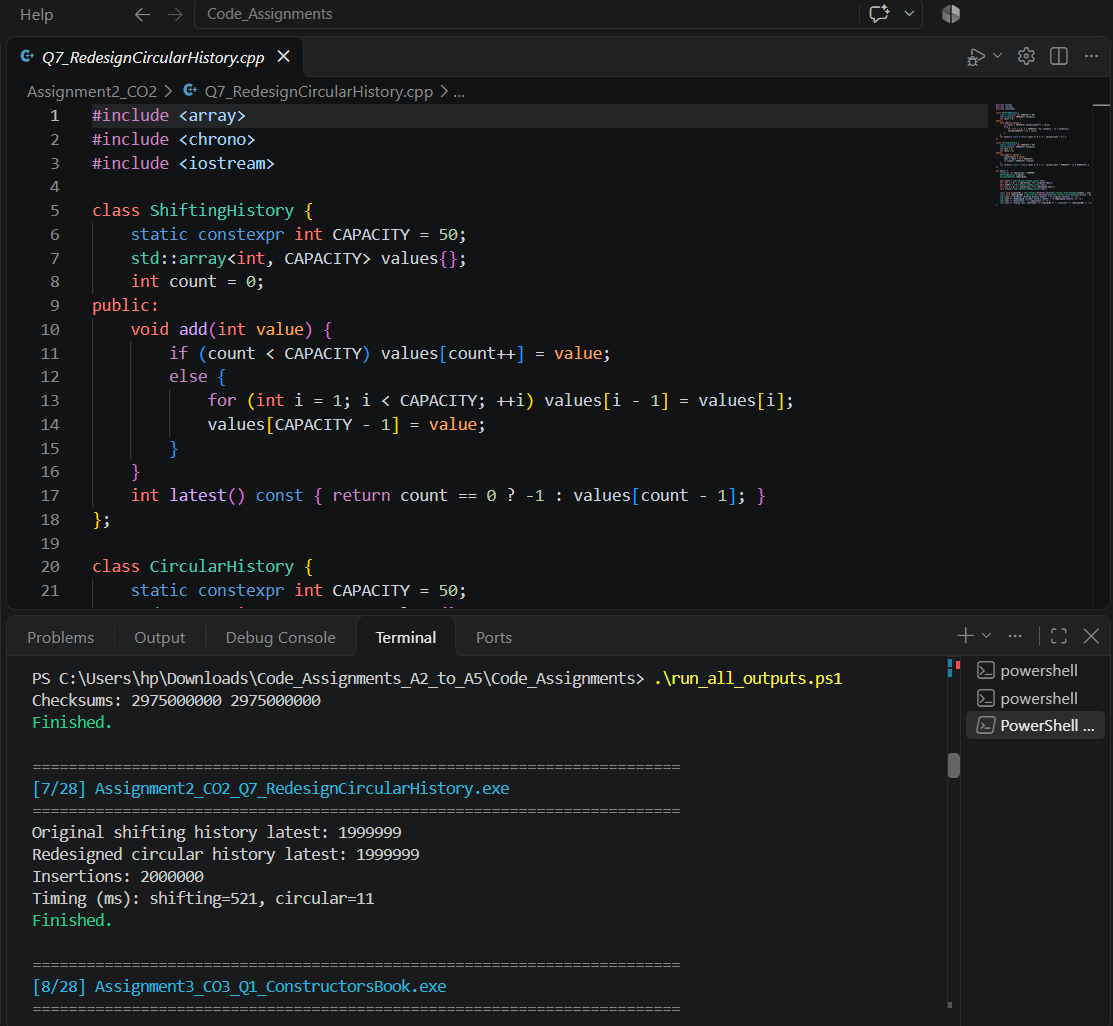 Help
Code_Assignments
Q7_RedesignCircularHistory.cpp
Assignment2_CO2 > Q7_RedesignCircularHistory.cpp > ...
1 #include <array>
2 #include <chrono>
3 #include <iostream>
4
5 class ShiftingHistory {
6 static constexpr int CAPACITY = 50;
7 std::array<int, CAPACITY> values{};
8 int count = 0;
9 public:
10 void add(int value) {
11 if (count < CAPACITY) values[count++] = value;
12 else {
13 for (int i = 1; i < CAPACITY; ++i) values[i - 1] = values[i];
14 values[CAPACITY - 1] = value;
15 }
16 }
17 int latest() const { return count == 0 ? -1 : values[count - 1]; }
18 };
19
20 class CircularHistory {
21 static constexpr int CAPACITY = 50;
Problems Output Debug Console Terminal Ports
PS C:\Users\hp\Downloads\Code_Assignments_A2_to_A5\Code_Assignments> .\run_all_outputs.ps1
Checksums: 2975000000 2975000000
Finished.
========================================================================
[7/28] Assignment2_CO2_Q7_RedesignCircularHistory.exe
========================================================================
Original shifting history latest: 1999999
Redesigned circular history latest: 1999999
Insertions: 2000000
Timing (ms): shifting=521, circular=11
Finished.
========================================================================
[8/28] Assignment3_CO3_Q1_ConstructorsBook.exe
========================================================================
powershell
powershell
PowerShell ...